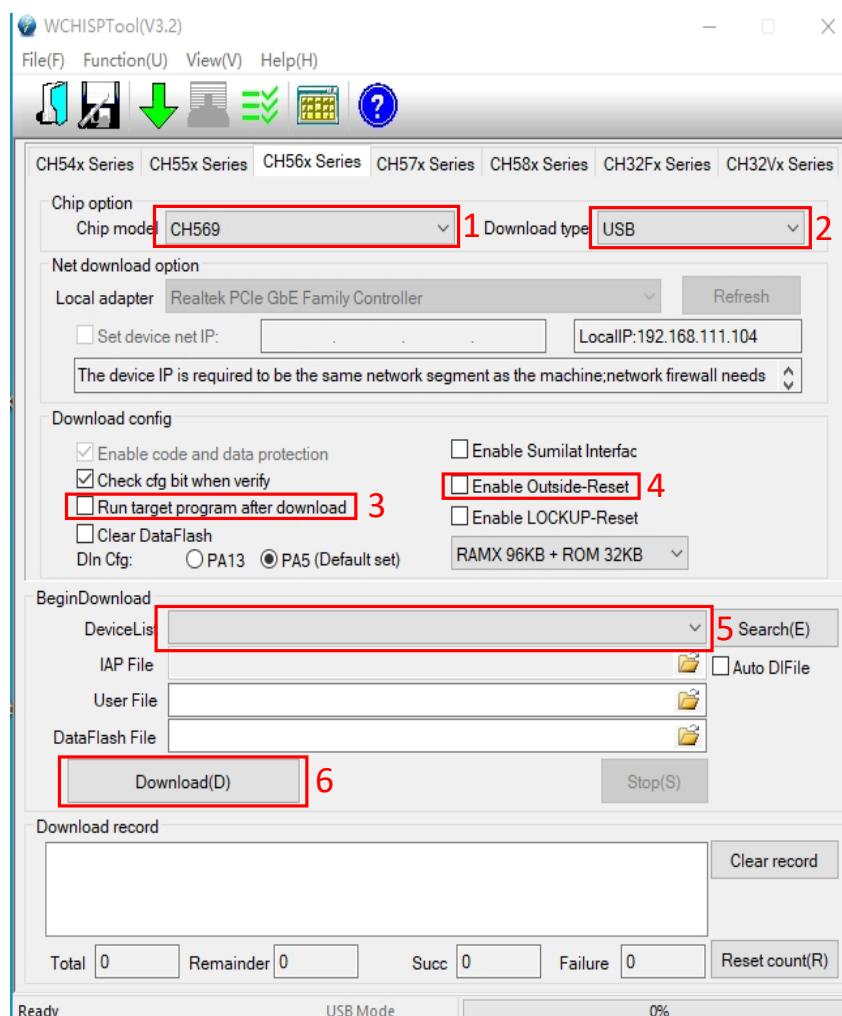 WCHISPTool(V3.2)
File(F) Function(U) View(V) Help(H)
CH54x Series CH55x Series CH56x Series CH57x Series CH58x Series CH32Fx Series CH32Vx Series
Chip option
Chip model CH569 1 Download type USB 2
Net download option
Local adapter Realtek PCIe GbE Family Controller Refresh
Set device net IP: . . . LocalIP:192.168.111.104
The device IP is required to be the same network segment as the machine;network firewall needs
Download config
Enable code and data protection Enable Sumilat Interfac
Check cfg bit when verify Enable Outside-Reset 4
Run target program after download 3 Enable LOCKUP-Reset
Clear DataFlash
Dln Cfg: PA13 PA5 (Default set) RAMX 96KB + ROM 32KB
BeginDownload
DeviceList 5 Search(E)
IAP File Auto DlFile
User File
DataFlash File
Download(D) 6 Stop(S)
Download record
Clear record
Total 0 Remainder 0 Succ 0 Failure 0 Reset count(R)
Ready USB Mode 0%